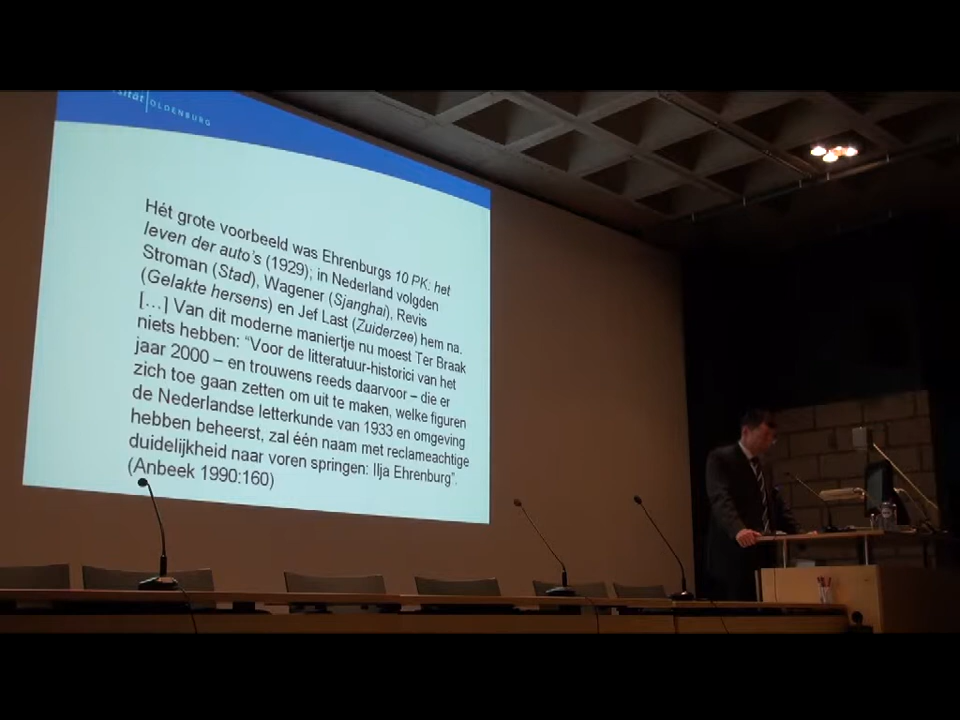 OLDENBURG
Hét grote voorbeeld was Ehrenburgs 10 PK: het
leven der auto's (1929); in Nederland volgden
Stroman (Stad), Wagener (Sjanghai), Revis
(Gelakte hersens) en Jef Last (Zuiderzee) hem na.
[…] Van dit moderne maniertje nu moest Ter Braak
niets hebben: "Voor de litteratuur-historici van het
jaar 2000 – en trouwens reeds daarvoor – die er
zich toe gaan zetten om uit te maken, welke figuren
de Nederlandse letterkunde van 1933 en omgeving
hebben beheerst, zal één naam met reclameachtige
duidelijkheid naar voren springen: Ilja Ehrenburg".
(Anbeek 1990:160)